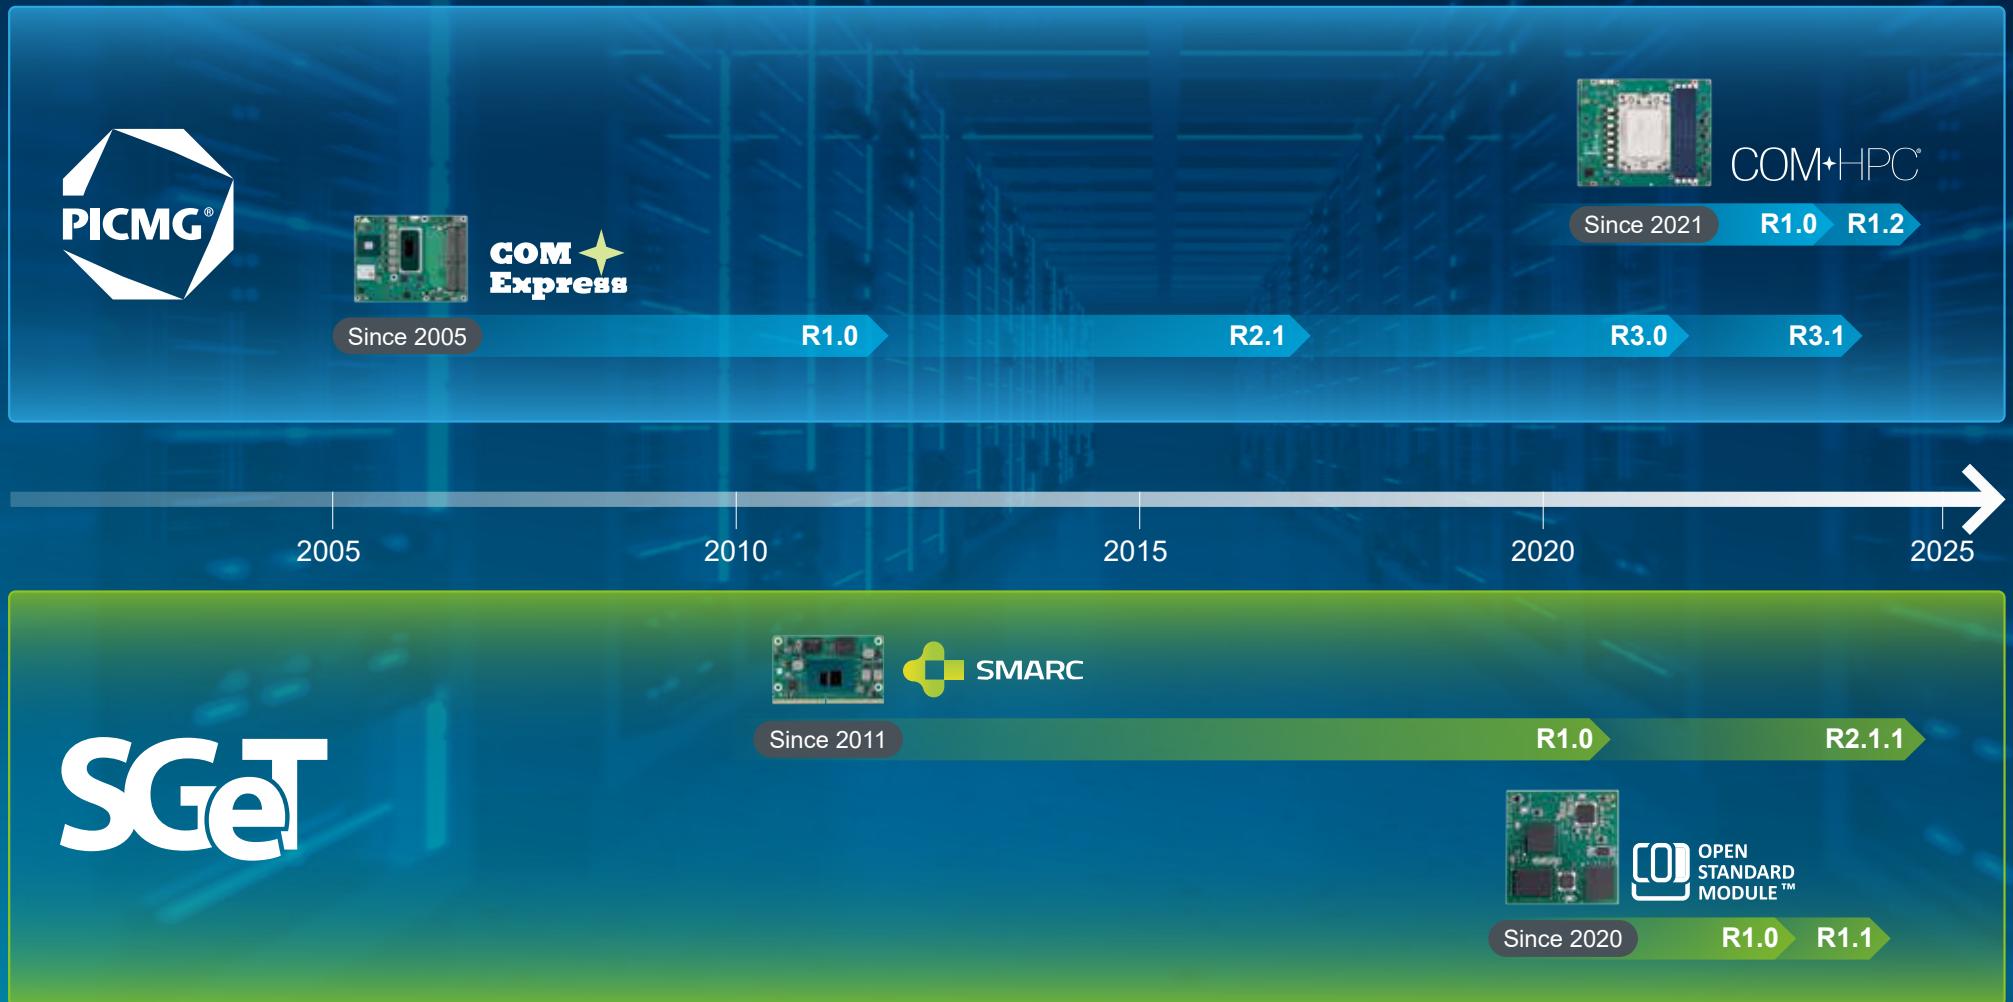 PICMG®
COM
Express
Since 2005
R1.0
R2.1
R3.0
R3.1
COM HPC®
Since 2021
R1.0
R1.2
2005
2010
2015
2020
2025
SGeT
SMARC
Since 2011
R1.0
R2.1.1
OPEN
STANDARD
MODULE™
Since 2020
R1.0
R1.1